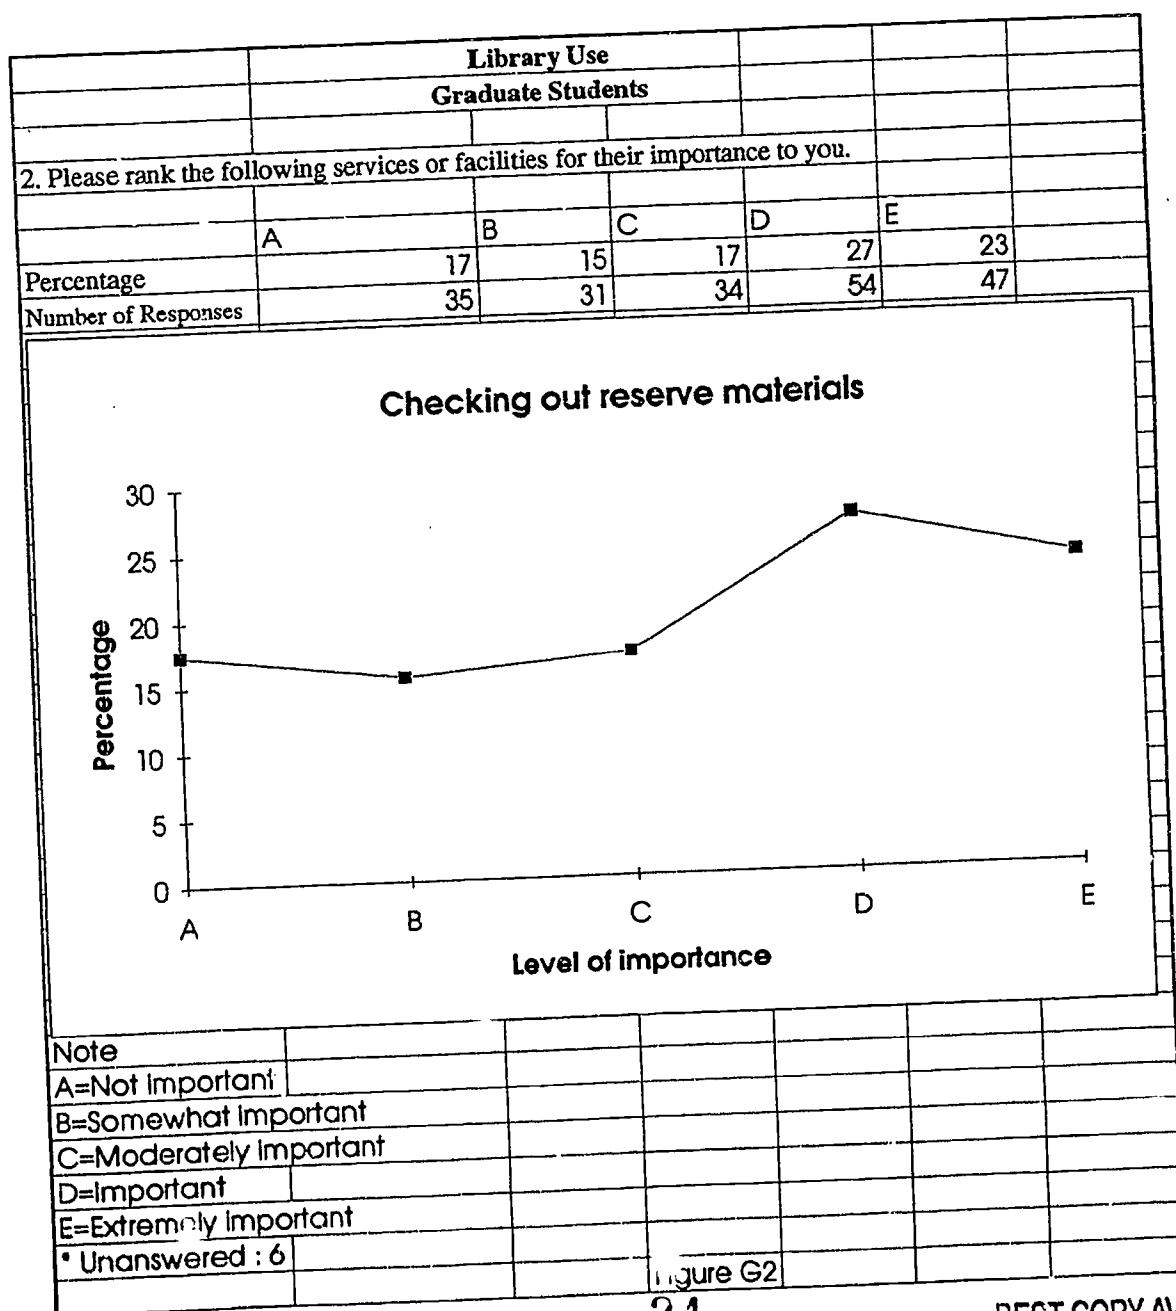 Library Use
Graduate Students
2. Please rank the following services or facilities for their importance to you.
A B C D E
Percentage 17 15 17 27 23
Number of Responses 35 31 34 54 47
Checking out reserve materials
30
25
20
15
10
5
0
Percentage
A B C D E
Level of importance
Note
A=Not Important
B=Somewhat Important
C=Moderately Important
D=Important
E=Extremely Important
* Unanswered : 6
Figure G2
BEST COPY